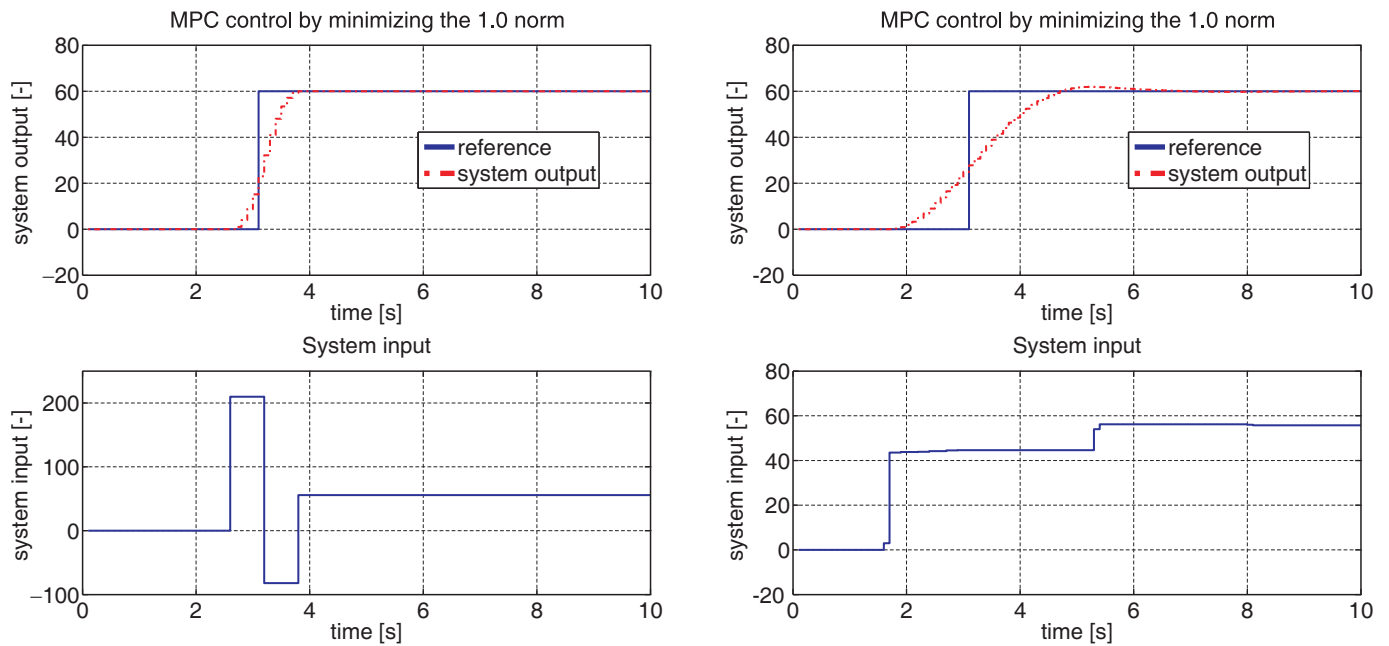 MPC control by minimizing the 1.0 norm
80
60
40
20
0
−20
system output [-]
reference
system output
0 2 4 6 8 10
time [s]
System input
200
100
0
−100
system input [-]
0 2 4 6 8 10
time [s]
MPC control by minimizing the 1.0 norm
80
60
40
20
0
-20
system output [-]
reference
system output
0 2 4 6 8 10
time [s]
System input
80
60
40
20
0
-20
system input [-]
0 2 4 6 8 10
time [s]